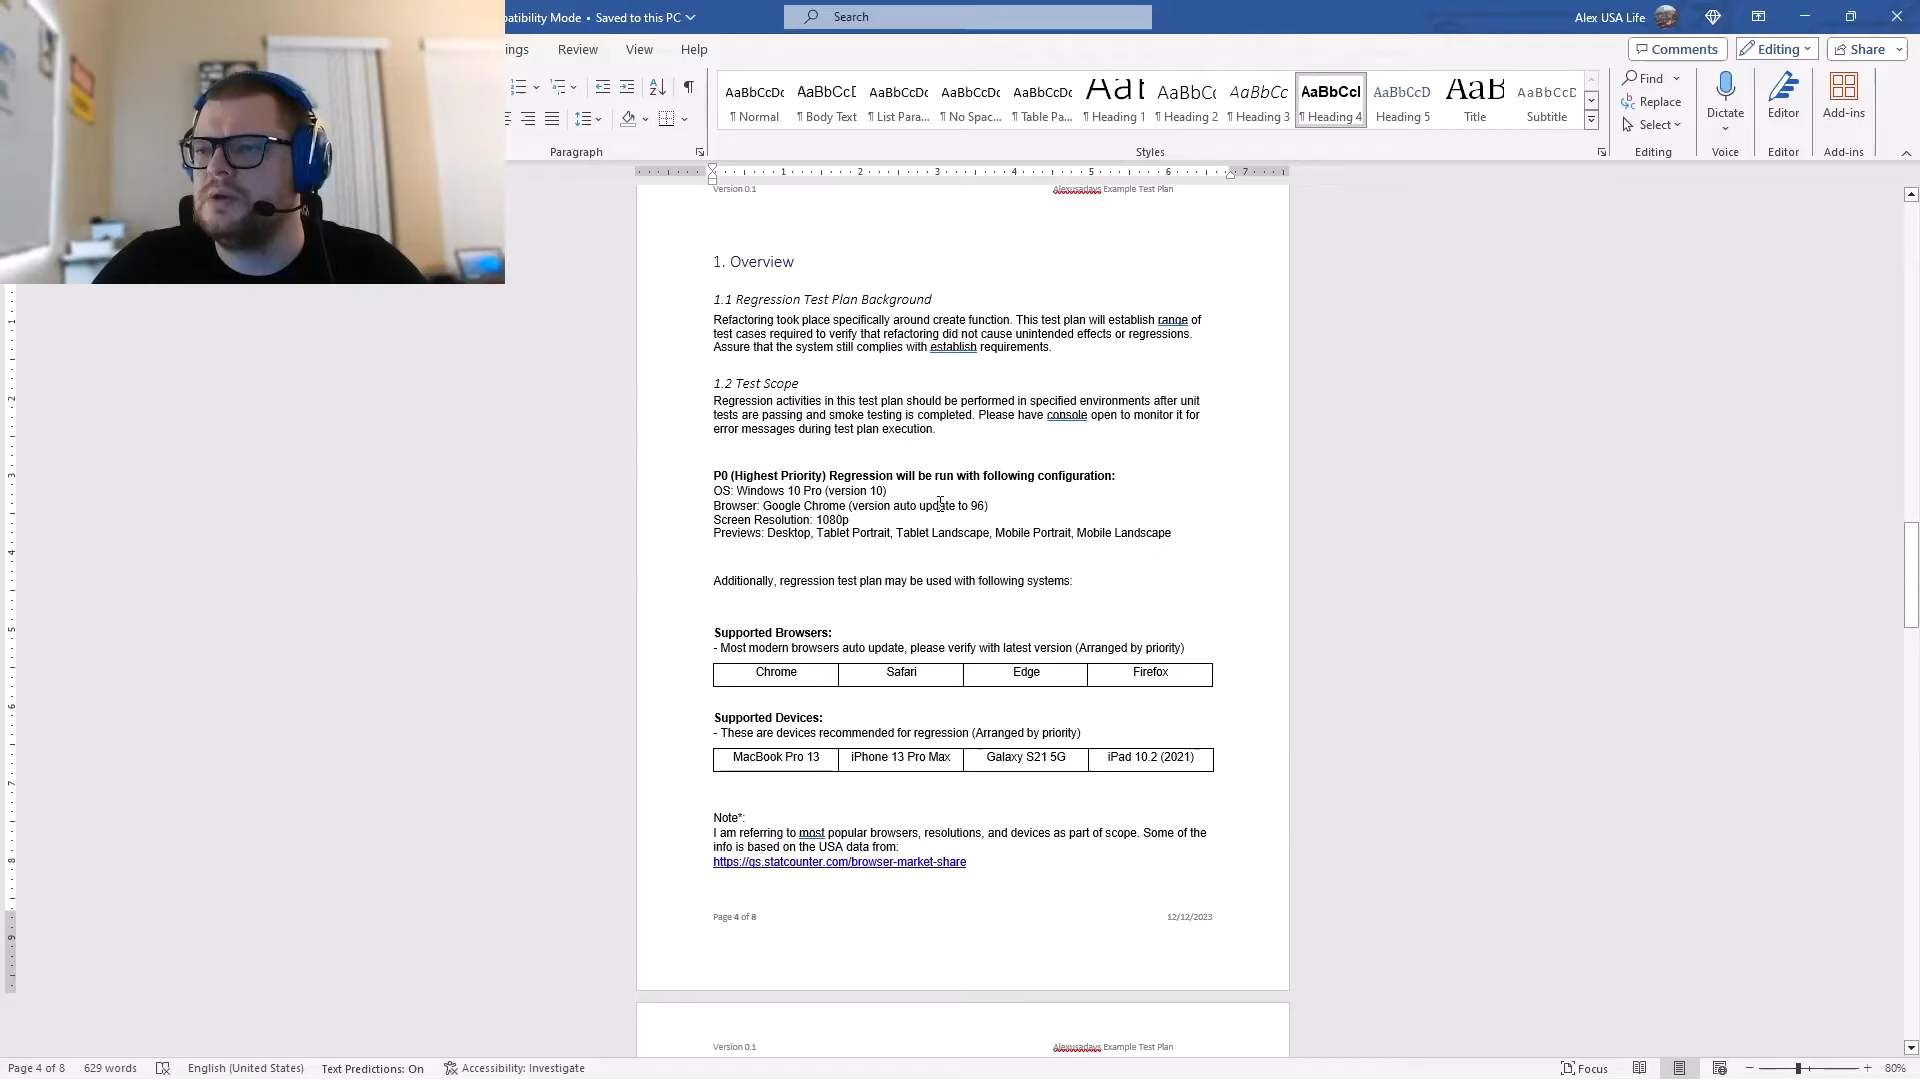 patibility Mode • Saved to this PC
Search
Alex USA Life
ngs Review View Help
Comments Editing Share
AaBbCcDc AaBbCcD AaBbCcDc AaBbCcDc AaBbCcDc AaB AaBbCc AaBbCc AaBbCcI AaBbCcD AaB AaBbCcD
¶ Normal ¶ Body Text ¶ List Para... ¶ No Spac... ¶ Table Pa... ¶ Heading 1 ¶ Heading 2 ¶ Heading 3 ¶ Heading 4 Heading 5 Title Subtitle
Find
Replace
Select
Dictate
Editor
Add-ins
Paragraph Styles Editing Voice Editor Add-ins
1 2 3 4 5 6 7
Version 0.1 Alexusadays Example Test Plan
1. Overview
1.1 Regression Test Plan Background
Refactoring took place specifically around create function. This test plan will establish range of
test cases required to verify that refactoring did not cause unintended effects or regressions.
Assure that the system still complies with establish requirements.
1.2 Test Scope
Regression activities in this test plan should be performed in specified environments after unit
tests are passing and smoke testing is completed. Please have console open to monitor it for
error messages during test plan execution.
P0 (Highest Priority) Regression will be run with following configuration:
OS: Windows 10 Pro (version 10)
Browser: Google Chrome (version auto update to 96)
Screen Resolution: 1080p
Previews: Desktop, Tablet Portrait, Tablet Landscape, Mobile Portrait, Mobile Landscape
Additionally, regression test plan may be used with following systems:
Supported Browsers:
- Most modern browsers auto update, please verify with latest version (Arranged by priority)
Chrome Safari Edge Firefox
Supported Devices:
- These are devices recommended for regression (Arranged by priority)
MacBook Pro 13 iPhone 13 Pro Max Galaxy S21 5G iPad 10.2 (2021)
Note*:
I am referring to most popular browsers, resolutions, and devices as part of scope. Some of the
info is based on the USA data from:
https://gs.statcounter.com/browser-market-share
Page 4 of 8 12/12/2023
Version 0.1 Alexusadays Example Test Plan
Page 4 of 8 629 words English (United States) Text Predictions: On Accessibility: Investigate Focus 80%